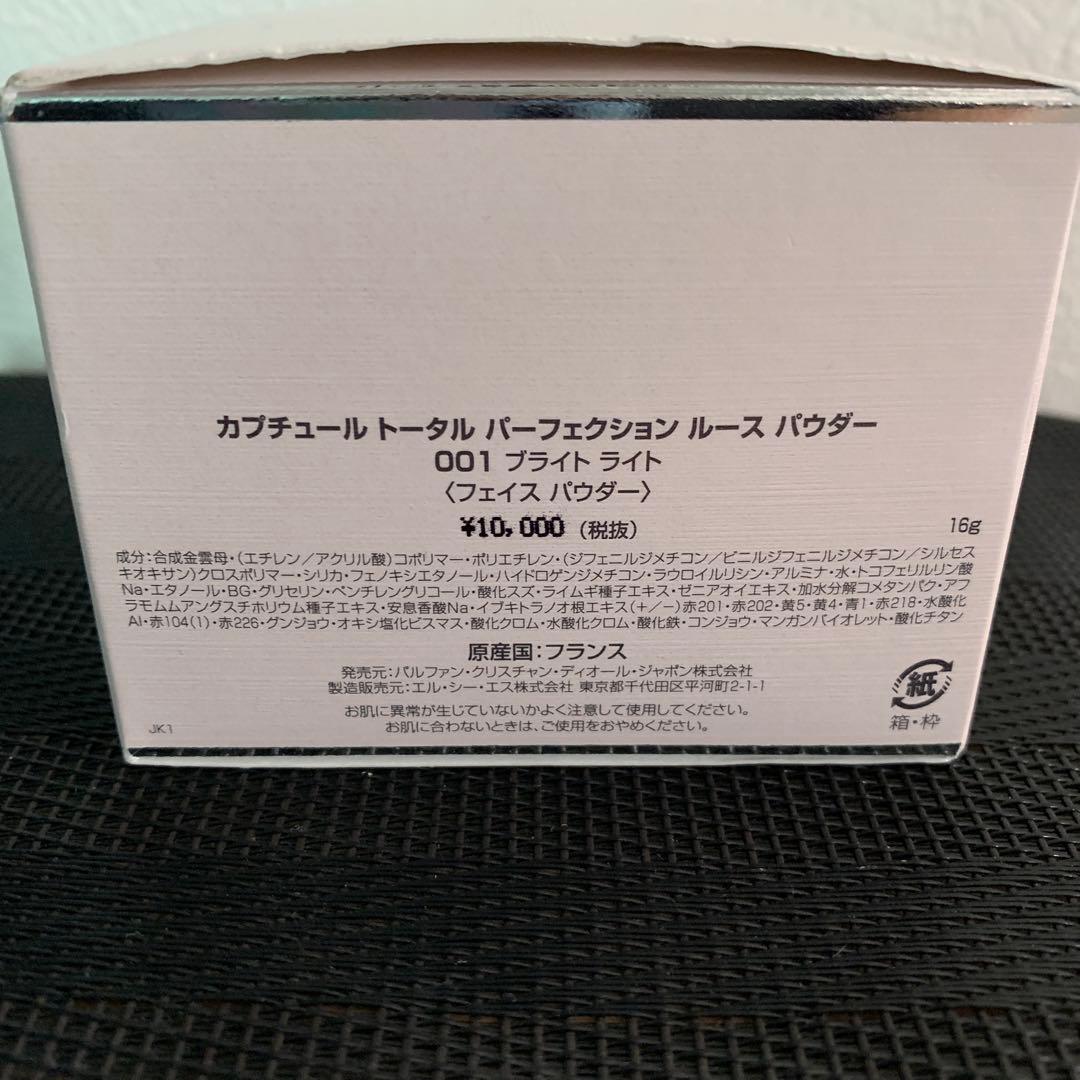 カプチュール トータル パーフェクション ルース パウダー
001 ブライト ライト
〈フェイス パウダー〉
¥10,000 (税抜)
16g
成分:合成金雲母・(エチレン/アクリル酸)コポリマー・ポリエチレン・(ジフェニルジメチコン/ビニルジフェニルジメチコン/シルセス
キオキサン)クロスポリマー・シリカ・フェノキシエタノール・ハイドロゲンジメチコン・ラウロイルリシン・アルミナ・水・トコフェリルリン酸
Na・エタノール・BG・グリセリン・ペンチレングリコール・酸化スズ・ライムギ種子エキス・ゼニアオイエキス・加水分解コメタンパク・アフ
ラモムムアングスチホリウム種子エキス・安息香酸Na・イブキトラノオ根エキス(+/−)赤201・赤202・黄5・黄4・青1・赤218・水酸化
Al・赤104(1)・赤226・グンジョウ・オキシ塩化ビスマス・酸化クロム・水酸化クロム・酸化鉄・コンジョウ・マンガンバイオレット・酸化チタン
原産国:フランス
発売元:パルファン・クリスチャン・ディオール・ジャポン株式会社
製造販売元:エル・シー・エス株式会社 東京都千代田区平河町2-1-1
お肌に異常が生じていないかよく注意して使用してください。
お肌に合わないときは、ご使用をおやめください。
JK1
紙
箱・枠